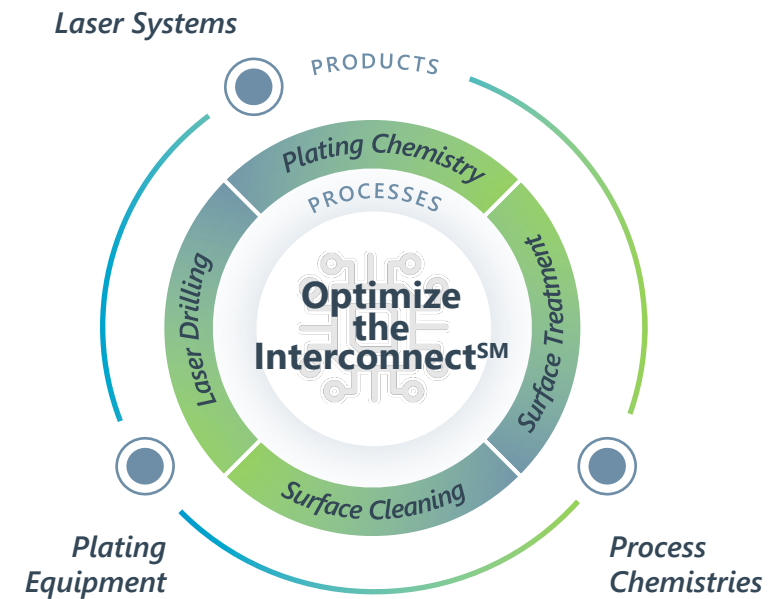 Laser Systems
PRODUCTS
Plating Chemistry
PROCESSES
Laser Drilling
Surface Treatment
Optimize
the
Interconnect℠
Surface Cleaning
Plating
Equipment
Process
Chemistries